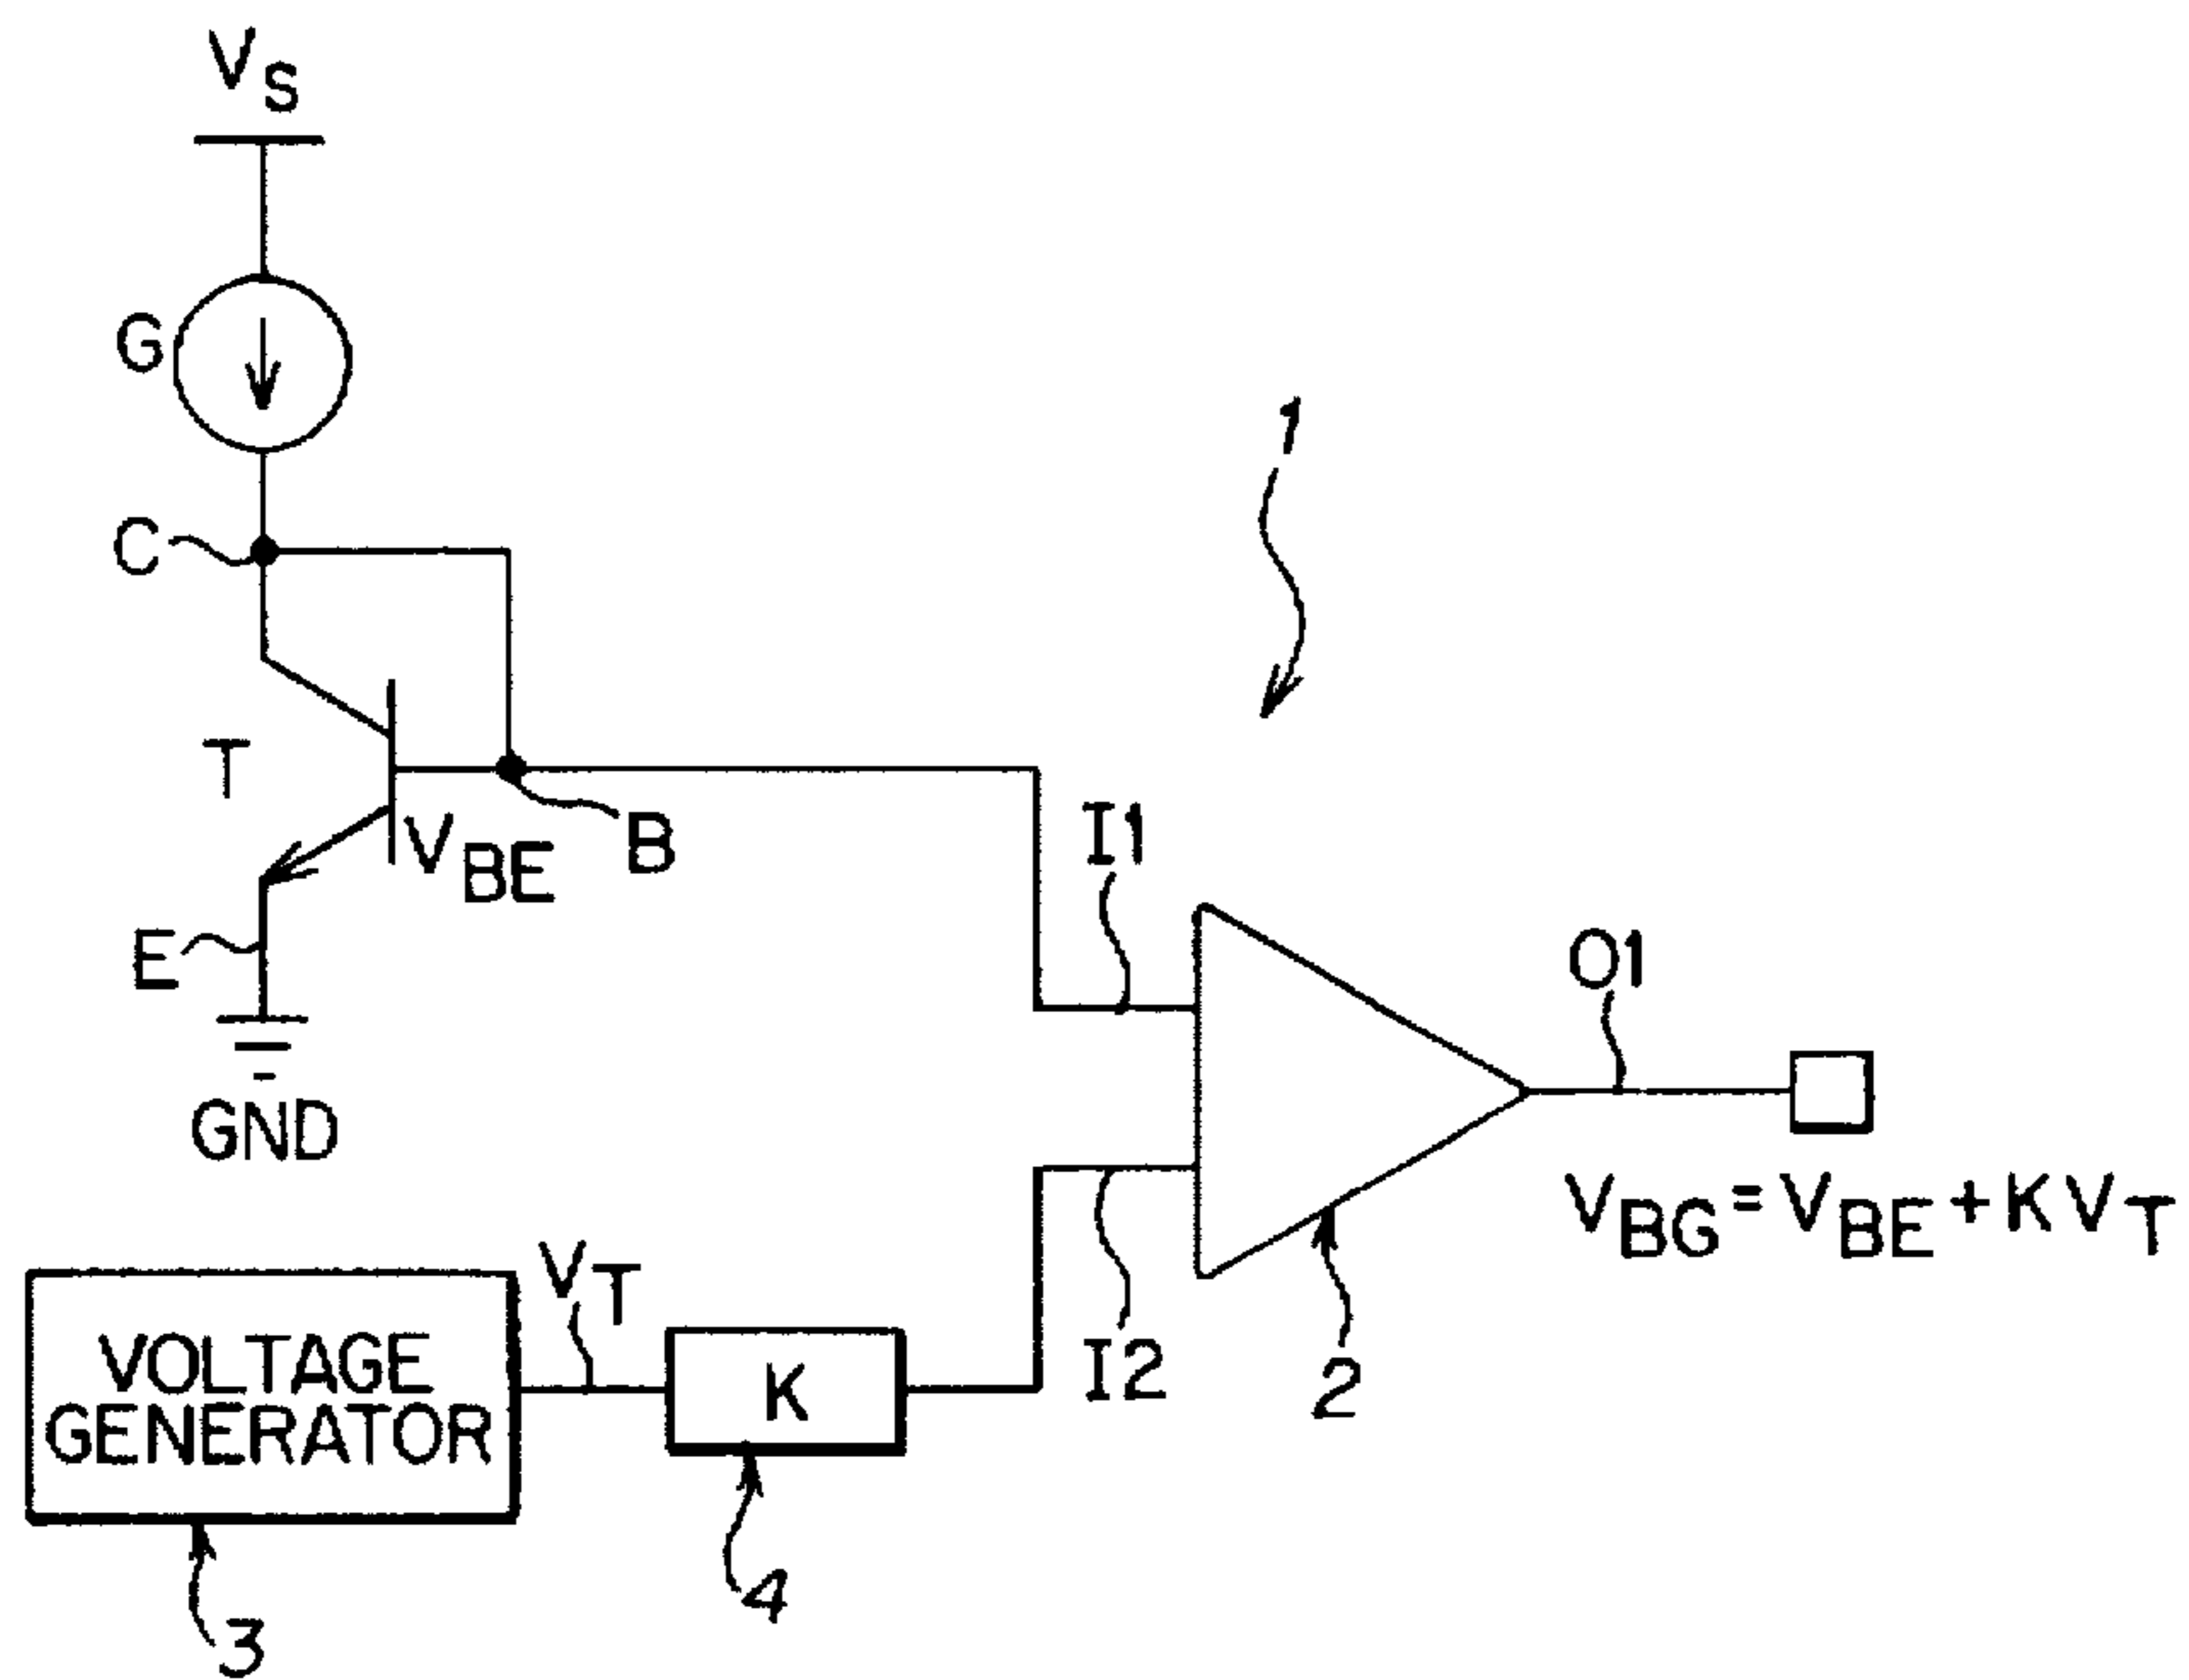 VS
G
1
C
T
VBE
B
I1
E
O1
GND
VBG=VBE+KVT
VT
VOLTAGE
GENERATOR
K
I2
2
4
3